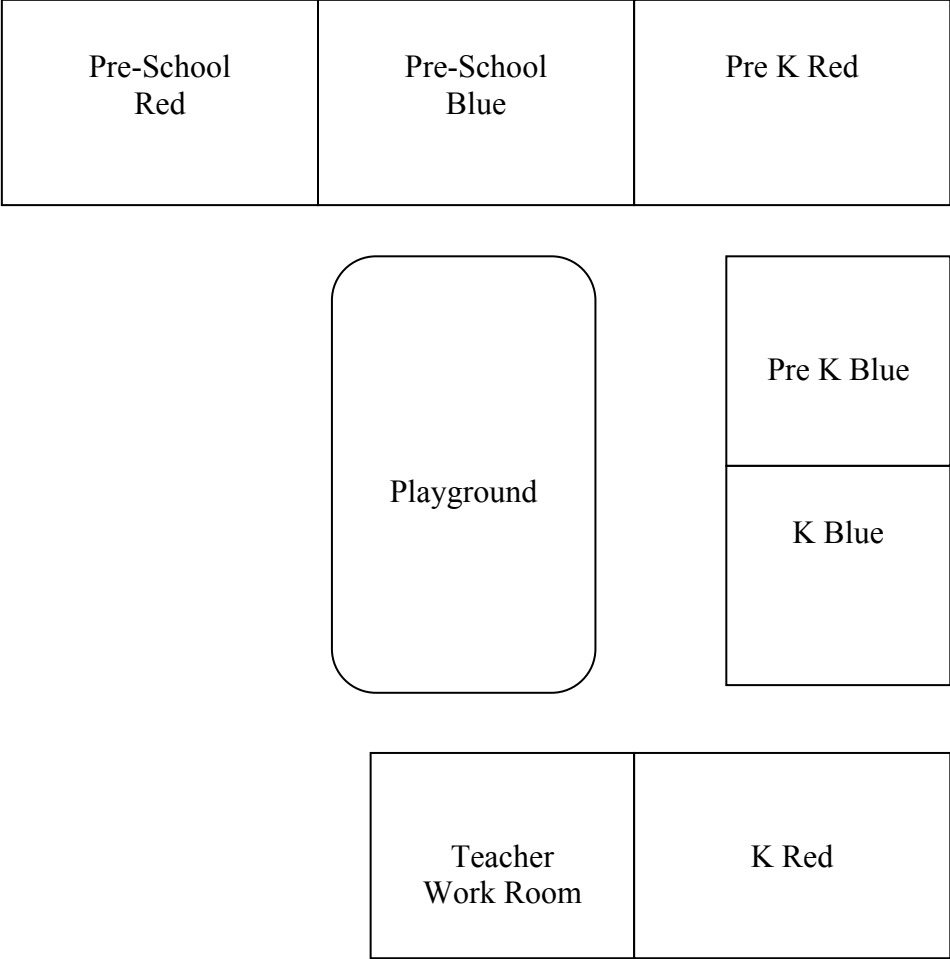 Pre-School
Red
Pre-School
Blue
Pre K Red
Pre K Blue
Playground
K Blue
Teacher
Work Room
K Red